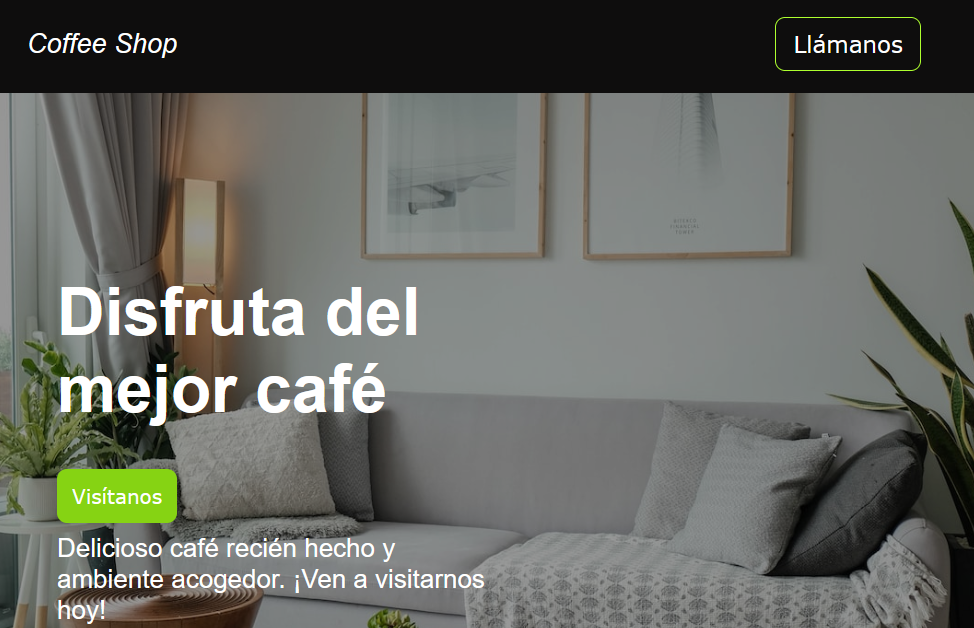 Coffee Shop
Llámanos
Disfruta del
mejor café
Visítanos
Delicioso café recién hecho y
ambiente acogedor. ¡Ven a visitarnos
hoy!